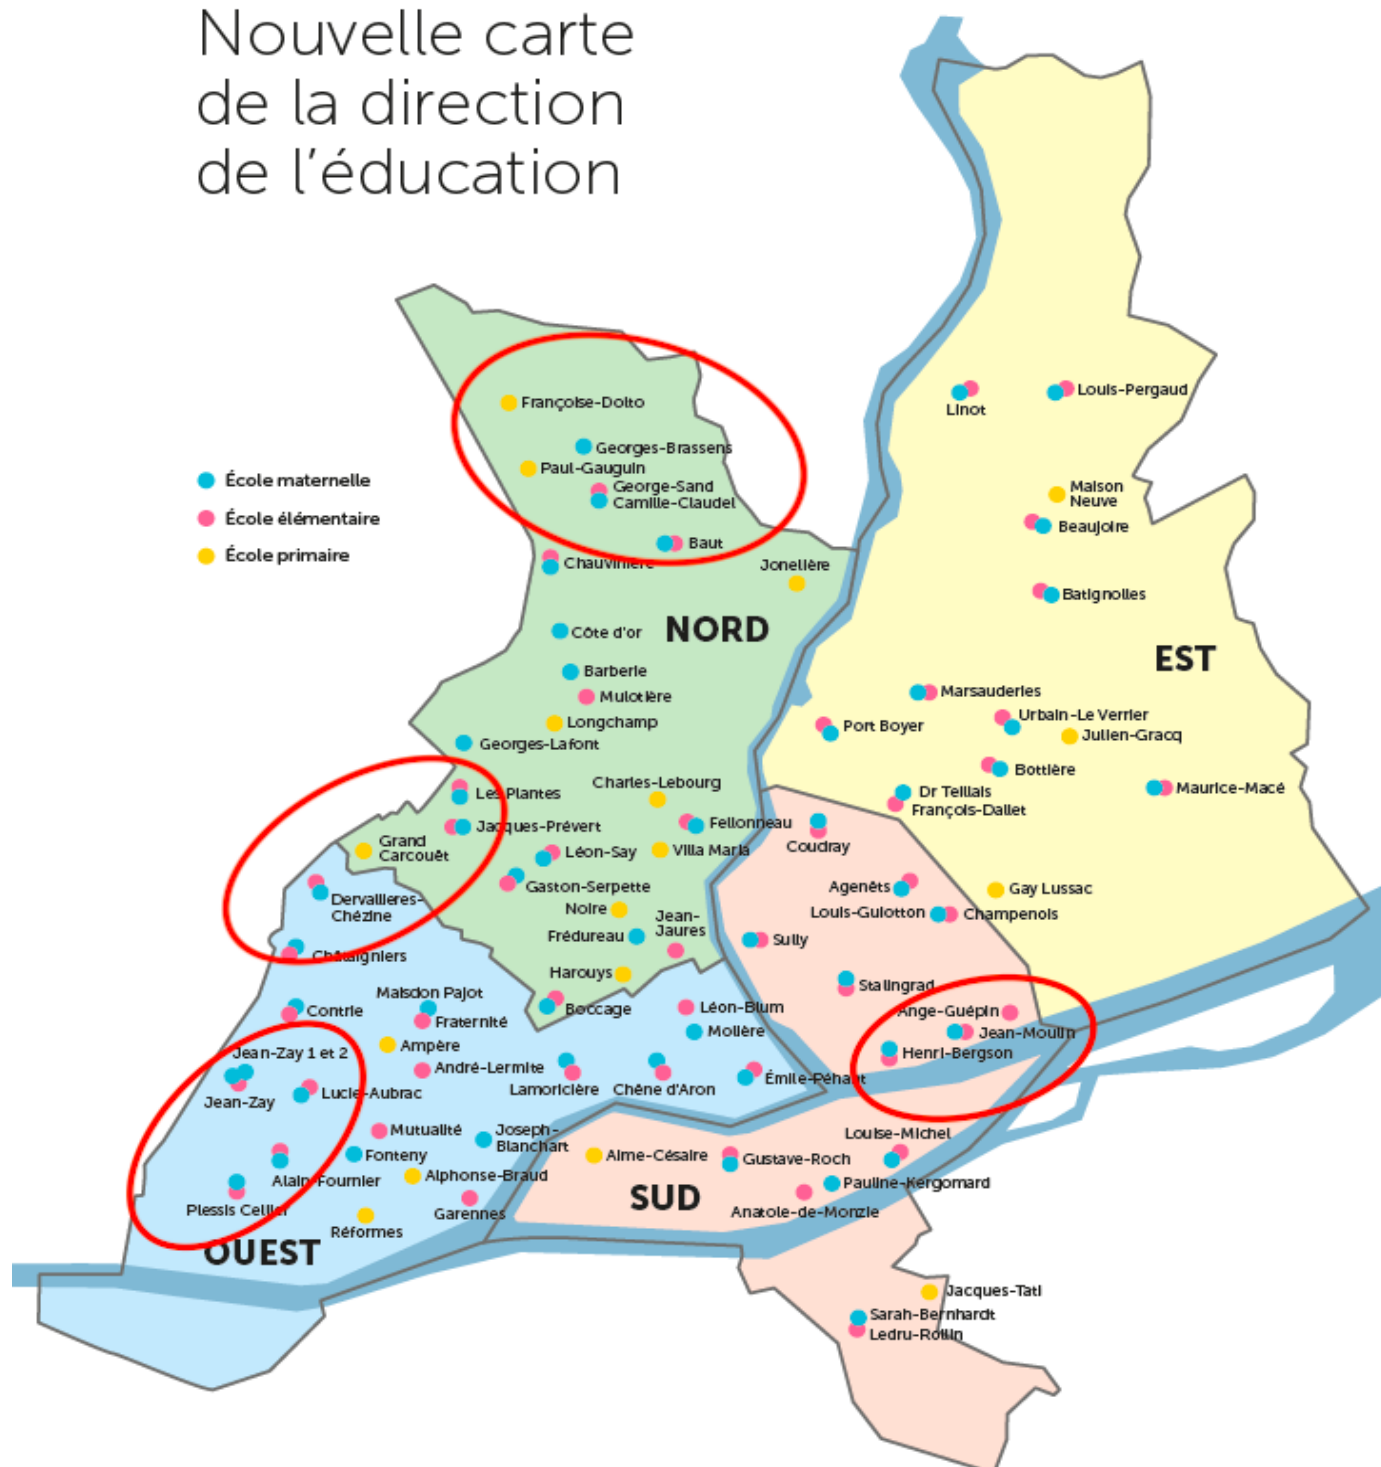 Nouvelle carte
de la direction
de l'éducation
École maternelle
École élémentaire
École primaire
Françoise-Dolto
Georges-Brassens
Paul-Gauguin
George-Sand
Camille-Claudel
Baut
Chauvinière
Jonelière
Côte d'or
NORD
Barberie
Mulotière
Longchamp
Georges-Lafont
Charles-Lebourg
Les Plantes
Jacques-Prévert
Fellonneau
Grand
Carcouët
Léon-Say
Villa Maria
Gaston-Serpette
Noire
Jean-
Jaures
Frédureau
Harouys
Boccage
Linot
Louis-Pergaud
Maison
Neuve
Beaujoire
Batignolles
EST
Marsauderies
Port Boyer
Urbain-Le Verrier
Julien-Gracq
Bottière
Maurice-Macé
Dr Teillais
François-Dallet
Gay Lussac
Coudray
Agenêts
Louis-Guiotton
Champenois
Sully
Stalingrad
Ange-Guépin
Jean-Moulin
Henri-Bergson
Dervallieres-
Chézine
Châtaigniers
Contrie
Maisdon Pajot
Fraternité
Léon-Blum
Molière
Ampère
Jean-Zay 1 et 2
André-Lermite
Jean-Zay
Lucie-Aubrac
Lamoricière
Chêne d'Aron
Émile-Péhant
Mutualité
Joseph-
Blanchart
Fonteny
Alain-Fournier
Alphonse-Braud
Plessis Cellier
Garennes
Réformes
OUEST
Louise-Michel
Aime-Césaire
Gustave-Roch
Pauline-Kergomard
SUD
Anatole-de-Monzie
Jacques-Tati
Sarah-Bernhardt
Ledru-Rollin